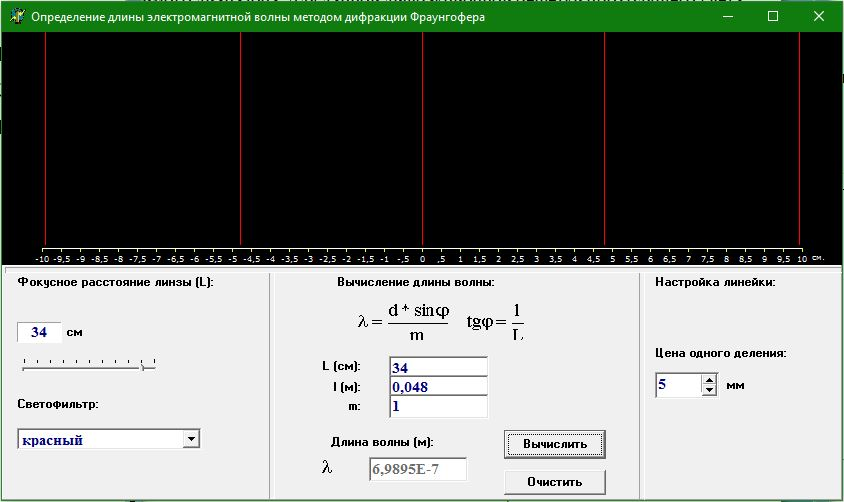 Определение длины электромагнитной волны методом дифракции Фраунгофера
-10 -9,5 -9 -8,5 -8 -7,5 -7 -6,5 -6 -5,5 -5 -4,5 -4 -3,5 -3 -2,5 -2 -1,5 -1 -,5 0 ,5 1 1,5 2 2,5 3 3,5 4 4,5 5 5,5 6 6,5 7 7,5 8 8,5 9 9,5 10 см.
Фокусное расстояние линзы (L):
34 см
Светофильтр:
красный
Вычисление длины волны:
λ = d * sinφ / m tgφ = l / L
L (см): 34
l (м): 0,048
m: 1
Длина волны (м):
λ 6,9895E-7
Вычислить
Очистить
Настройка линейки:
Цена одного деления:
5 мм